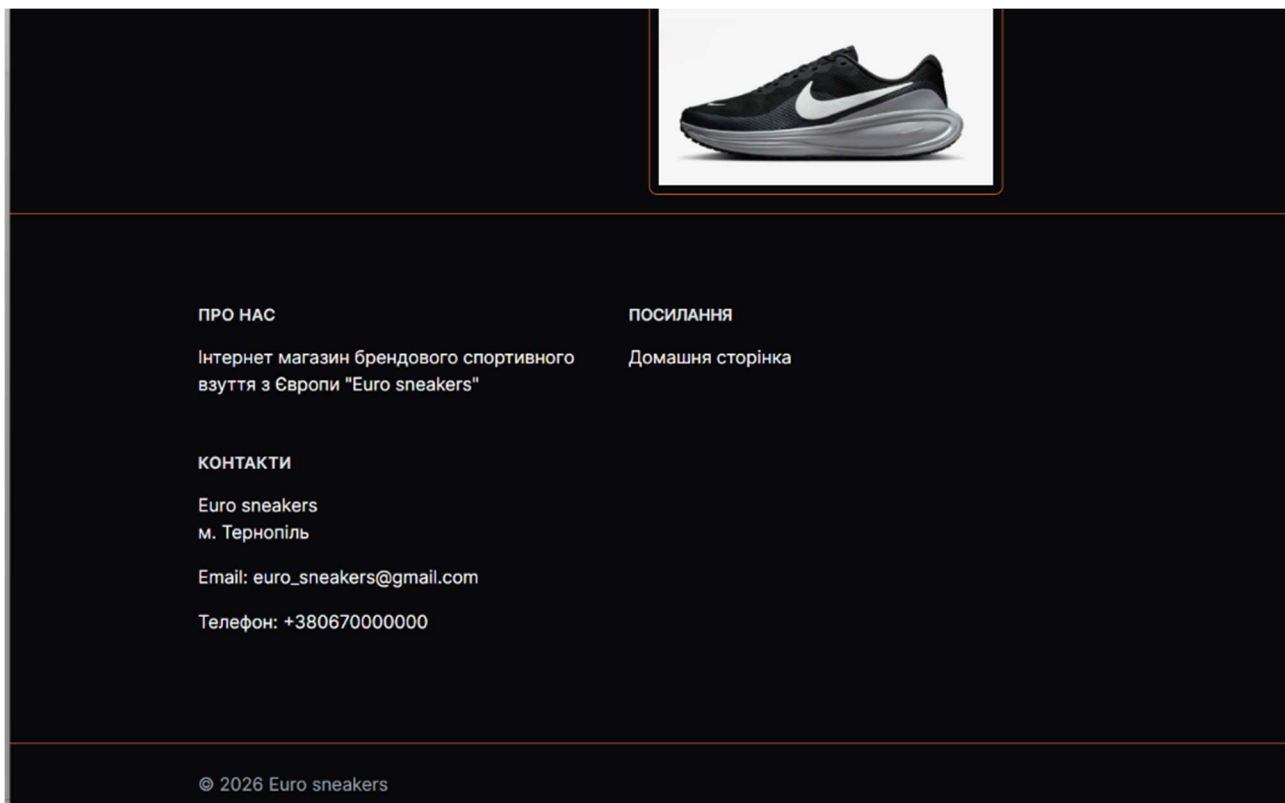 ПРО НАС
Інтернет магазин брендового спортивного
взуття з Європи "Euro sneakers"
ПОСИЛАННЯ
Домашня сторінка
КОНТАКТИ
Euro sneakers
м. Тернопіль
Email: euro_sneakers@gmail.com
Телефон: +380670000000
© 2026 Euro sneakers